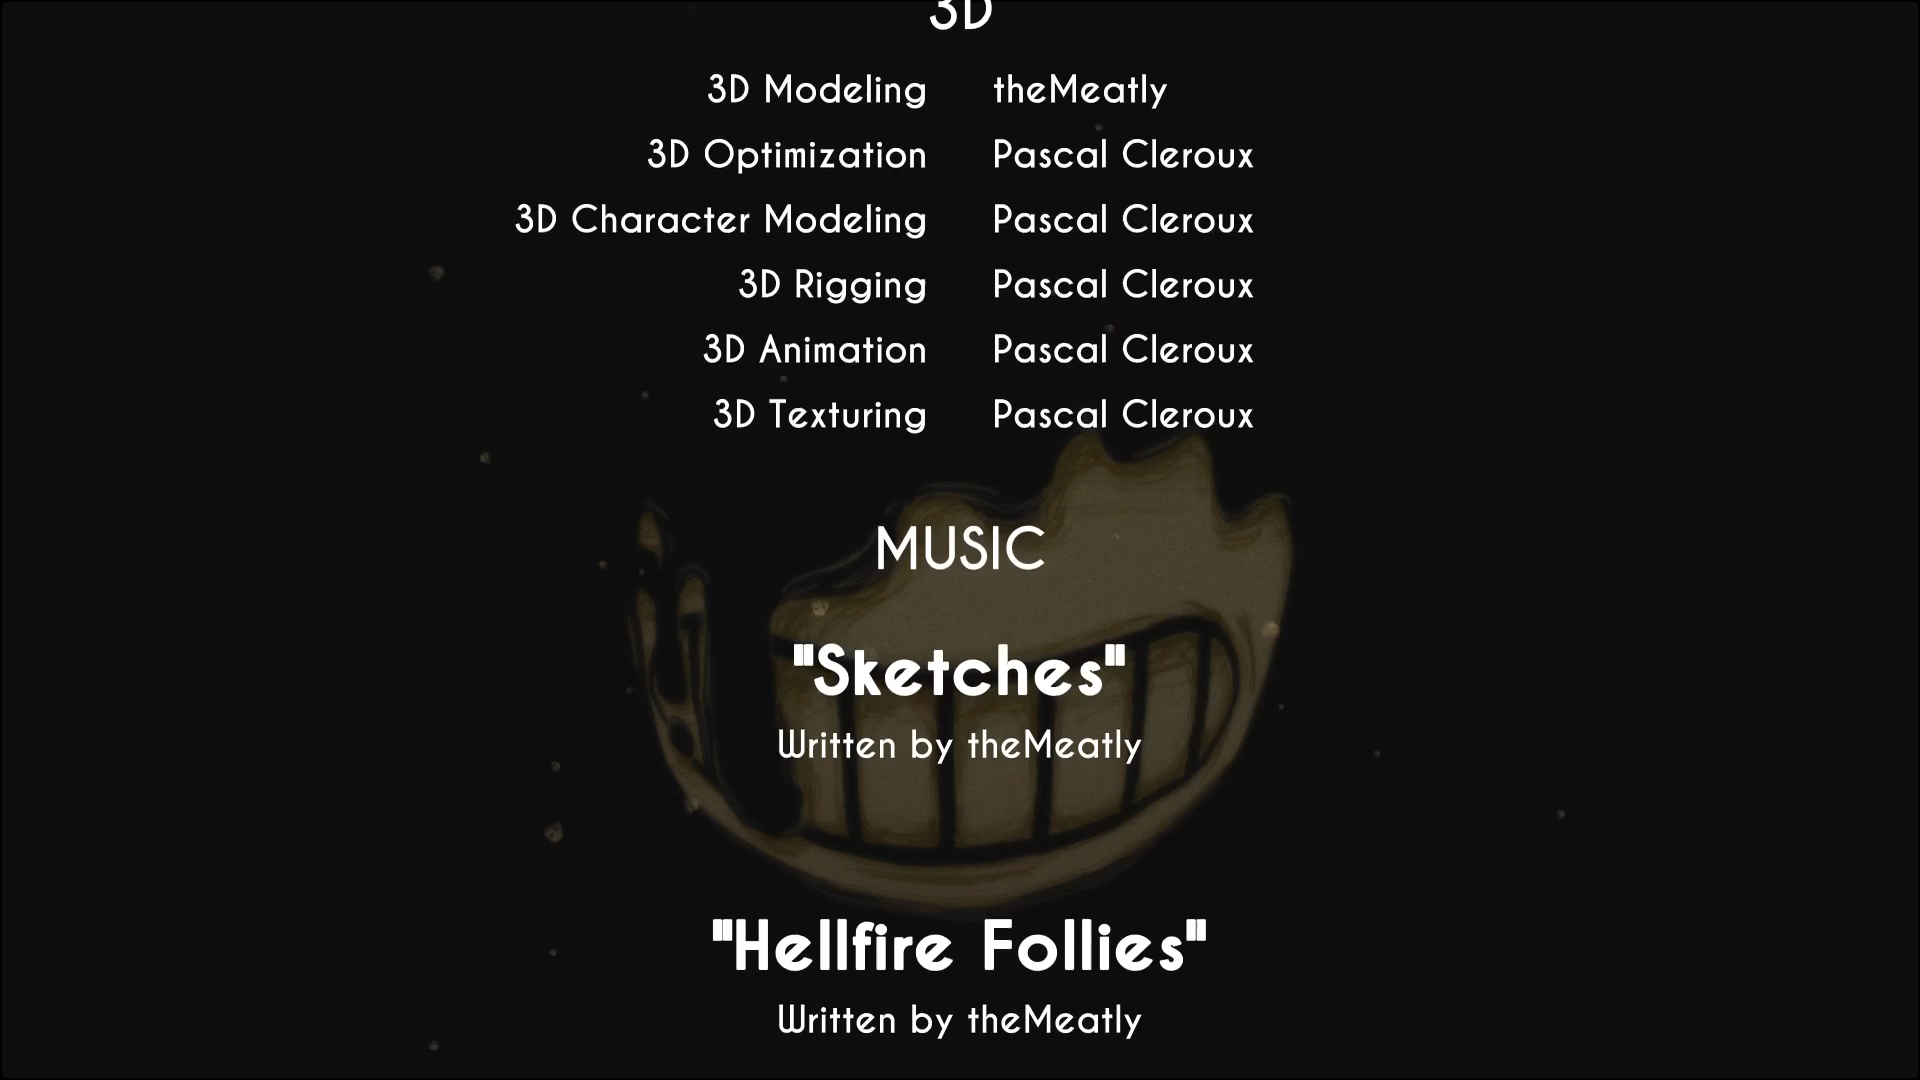 3D
3D Modeling theMeatly
3D Optimization Pascal Cleroux
3D Character Modeling Pascal Cleroux
3D Rigging Pascal Cleroux
3D Animation Pascal Cleroux
3D Texturing Pascal Cleroux
MUSIC
"Sketches"
Written by theMeatly
"Hellfire Follies"
Written by theMeatly